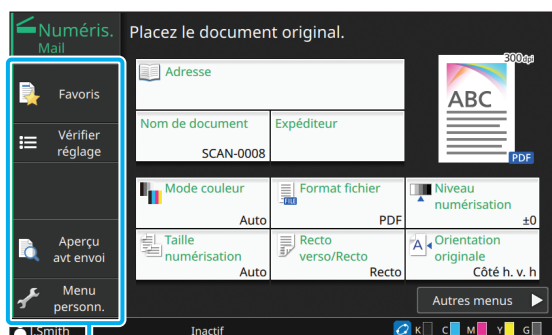 Numéris.
Mail
Placez le document original.
Favoris
Vérifier
réglage
Aperçu
avt envoi
Menu
personn.
Adresse
Nom de document
SCAN-0008
Expéditeur
300dpi
ABC
PDF
Mode couleur
Auto
Format fichier
FILE
PDF
Niveau
numérisation
±0
Taille
numérisation
Auto
Recto
verso/Recto
Recto
A
Orientation
originale
Côté h. v. h
Autres menus
J.Smith
Inactif
K C M Y G